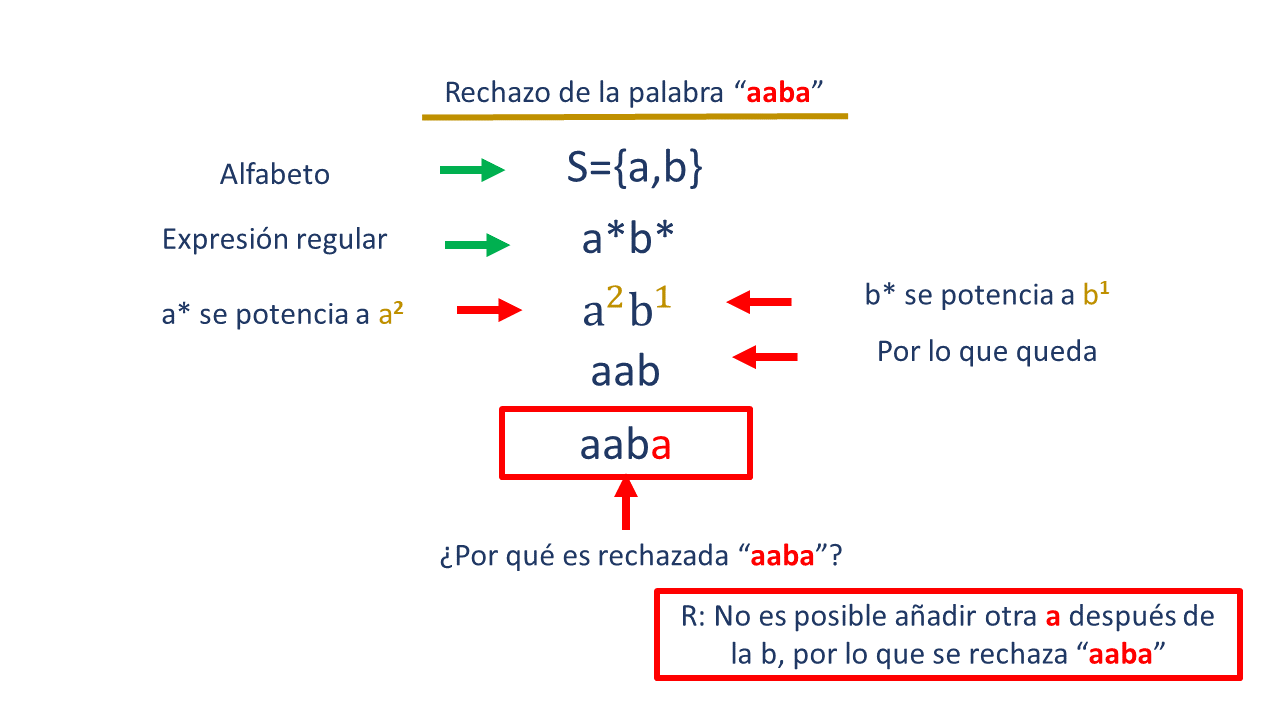 Rechazo de la palabra “aaba”
Alfabeto
S={a,b}
Expresión regular
a*b*
a* se potencia a a²
a²b¹
b* se potencia a b¹
aab
Por lo que queda
aaba
¿Por qué es rechazada “aaba”?
R: No es posible añadir otra a después de
la b, por lo que se rechaza “aaba”